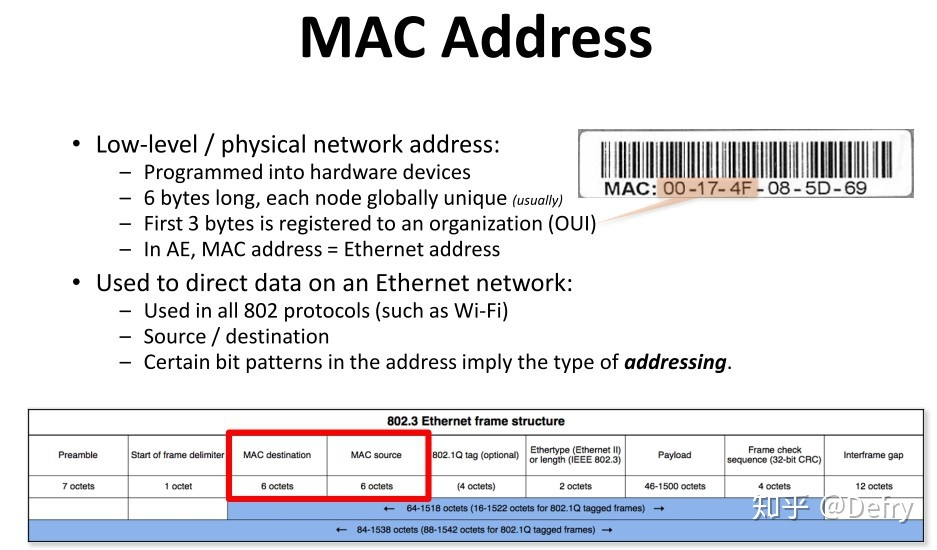 MAC Address
• Low-level / physical network address:
– Programmed into hardware devices
– 6 bytes long, each node globally unique (usually)
– First 3 bytes is registered to an organization (OUI)
– In AE, MAC address = Ethernet address
MAC: 00-17-4F-08-5D-69
• Used to direct data on an Ethernet network:
– Used in all 802 protocols (such as Wi-Fi)
– Source / destination
– Certain bit patterns in the address imply the type of addressing.
802.3 Ethernet frame structure
Preamble Start of frame delimiter MAC destination MAC source 802.1Q tag (optional) Ethertype (Ethernet II) or length (IEEE 802.3) Payload Frame check sequence (32-bit CRC) Interframe gap
7 octets 1 octet 6 octets 6 octets (4 octets) 2 octets 46-1500 octets 4 octets 12 octets
← 64-1518 octets (16-1522 octets for 802.1Q tagged frames) →
← 84-1538 octets (88-1542 octets for 802.1Q tagged frames) →
知乎 @Defry